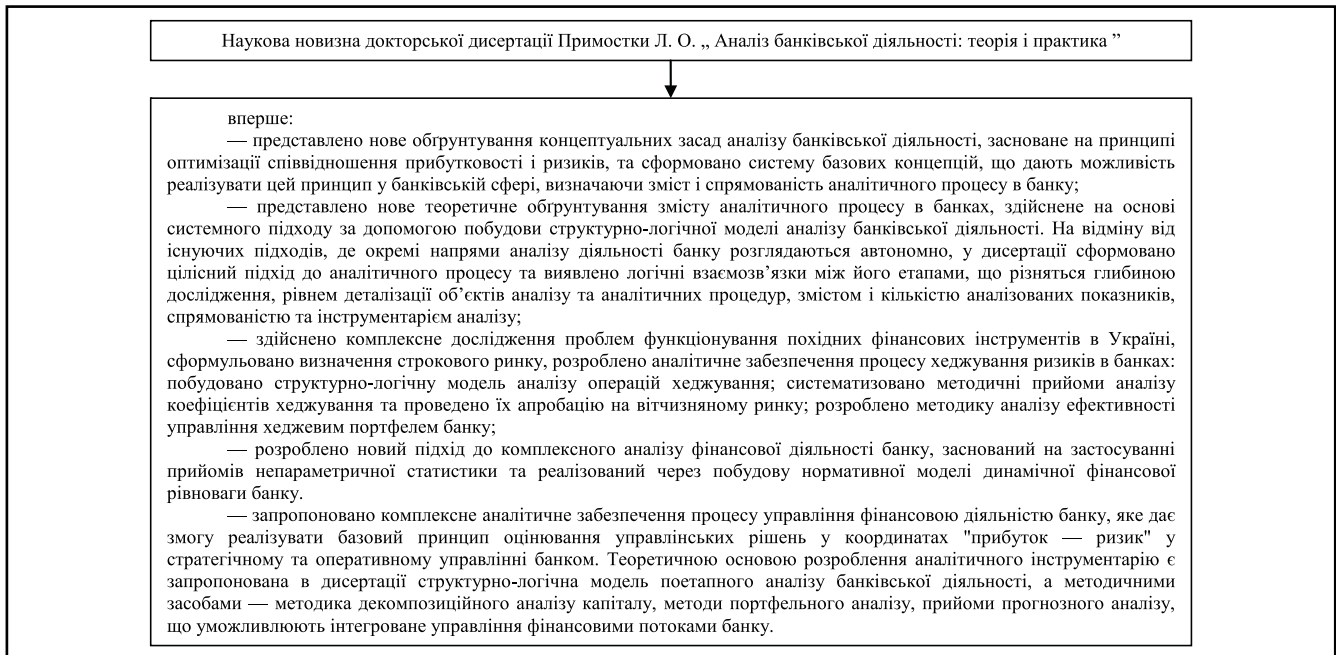 Наукова новизна докторської дисертації Примостки Л. О. „ Аналіз банківської діяльності: теорія і практика ”
вперше:
— представлено нове обґрунтування концептуальних засад аналізу банківської діяльності, засноване на принципі
оптимізації співвідношення прибутковості і ризиків, та сформовано систему базових концепцій, що дають можливість
реалізувати цей принцип у банківській сфері, визначаючи зміст і спрямованість аналітичного процесу в банку;
— представлено нове теоретичне обґрунтування змісту аналітичного процесу в банках, здійснене на основі
системного підходу за допомогою побудови структурно-логічної моделі аналізу банківської діяльності. На відміну від
існуючих підходів, де окремі напрями аналізу діяльності банку розглядаються автономно, у дисертації сформовано
цілісний підхід до аналітичного процесу та виявлено логічні взаємозв’язки між його етапами, що різняться глибиною
дослідження, рівнем деталізації об’єктів аналізу та аналітичних процедур, змістом і кількістю аналізованих показників,
спрямованістю та інструментарієм аналізу;
— здійснено комплексне дослідження проблем функціонування похідних фінансових інструментів в Україні,
сформульовано визначення строкового ринку, розроблено аналітичне забезпечення процесу хеджування ризиків в банках:
побудовано структурно-логічну модель аналізу операцій хеджування; систематизовано методичні прийоми аналізу
коефіцієнтів хеджування та проведено їх апробацію на вітчизняному ринку; розроблено методику аналізу ефективності
управління хеджевим портфелем банку;
— розроблено новий підхід до комплексного аналізу фінансової діяльності банку, заснований на застосуванні
прийомів непараметричної статистики та реалізований через побудову нормативної моделі динамічної фінансової
рівноваги банку.
— запропоновано комплексне аналітичне забезпечення процесу управління фінансовою діяльністю банку, яке дає
змогу реалізувати базовий принцип оцінювання управлінських рішень у координатах "прибуток — ризик" у
стратегічному та оперативному управлінні банком. Теоретичною основою розроблення аналітичного інструментарію є
запропонована в дисертації структурно-логічна модель поетапного аналізу банківської діяльності, а методичними
засобами — методика декомпозиційного аналізу капіталу, методи портфельного аналізу, прийоми прогнозного аналізу,
що уможливлюють інтегроване управління фінансовими потоками банку.